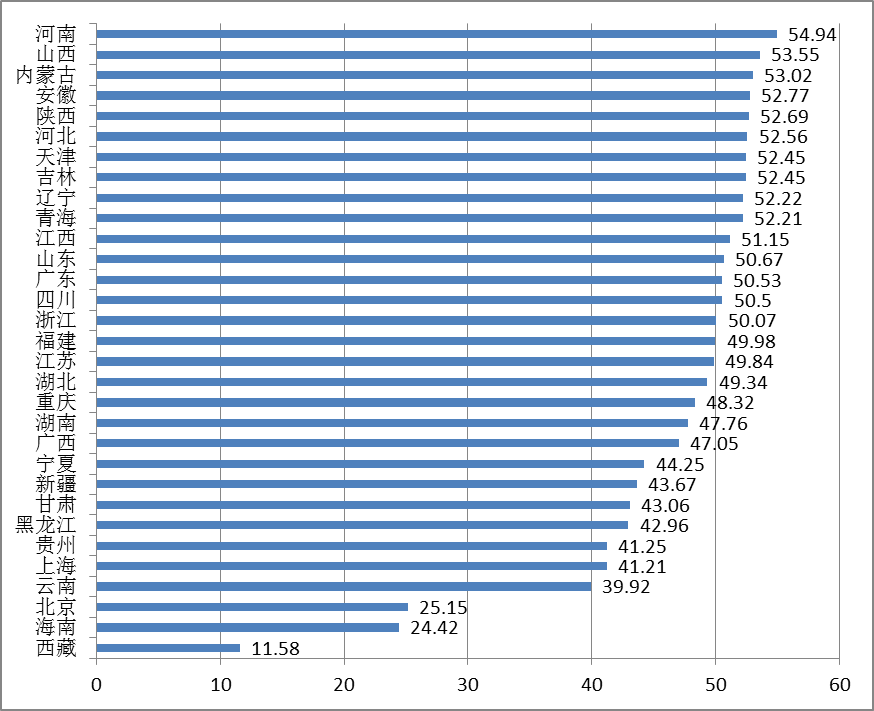 河南 54.94
山西 53.55
内蒙古 53.02
安徽 52.77
陕西 52.69
河北 52.56
天津 52.45
吉林 52.45
辽宁 52.22
青海 52.21
江西 51.15
山东 50.67
广东 50.53
四川 50.5
浙江 50.07
福建 49.98
江苏 49.84
湖北 49.34
重庆 48.32
湖南 47.76
广西 47.05
宁夏 44.25
新疆 43.67
甘肃 43.06
黑龙江 42.96
贵州 41.25
上海 41.21
云南 39.92
北京 25.15
海南 24.42
西藏 11.58
0 10 20 30 40 50 60